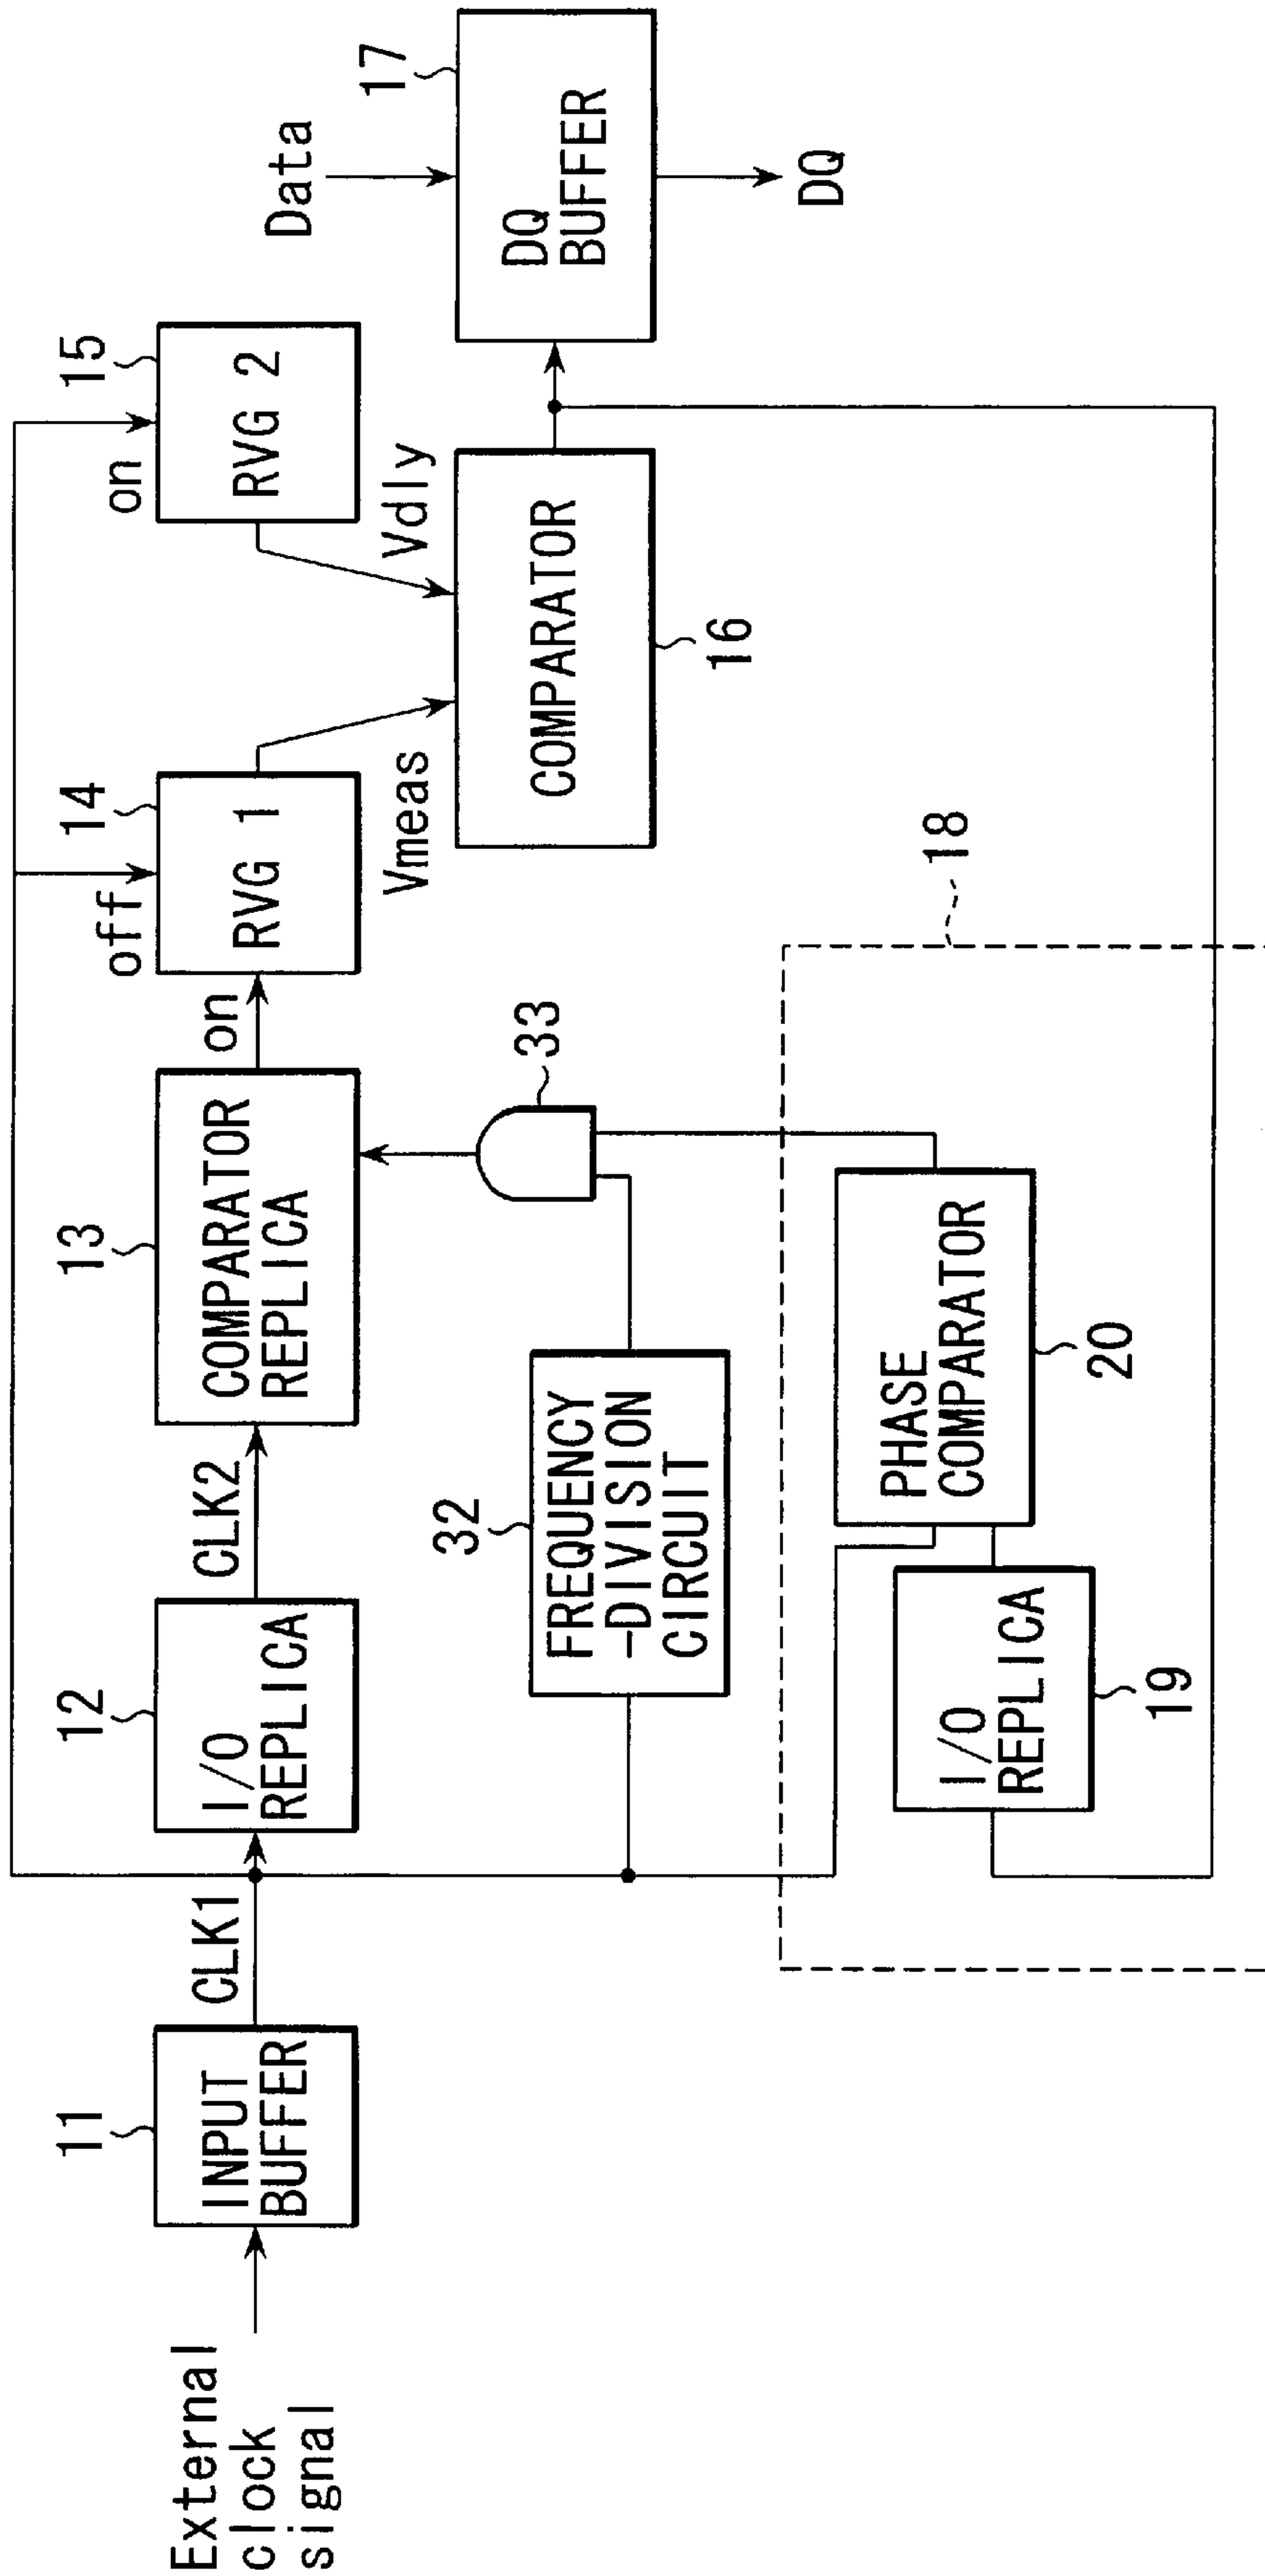 External
clock
signal
11
INPUT
BUFFER
CLK1
12
I/O
REPLICA
CLK2
13
COMPARATOR
REPLICA
on
off
14
RVG 1
on
15
RVG 2
Vmeas
Vdly
COMPARATOR
16
Data
17
DQ
BUFFER
DQ
32
FREQUENCY
-DIVISION
CIRCUIT
33
18
I/O
REPLICA
19
PHASE
COMPARATOR
20